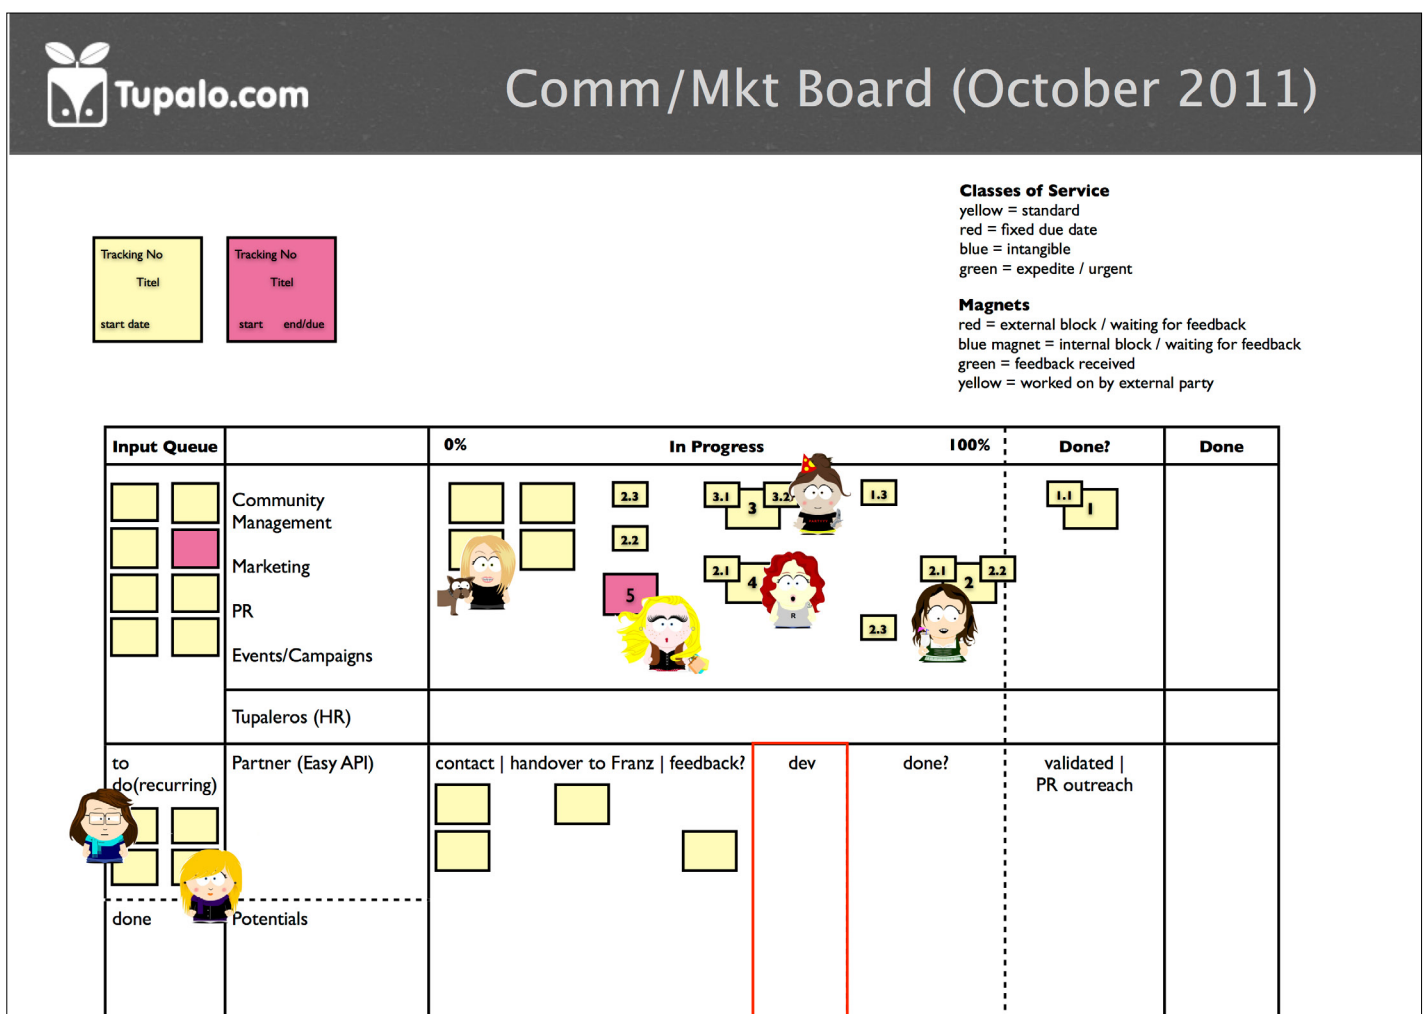 Tupalo.com
Comm/Mkt Board (October 2011)
Classes of Service
yellow = standard
red = fixed due date
blue = intangible
green = expedite / urgent
Magnets
red = external block / waiting for feedback
blue magnet = internal block / waiting for feedback
green = feedback received
yellow = worked on by external party
Tracking No
Titel
start date
Tracking No
Titel
start end/due
Input Queue
0%
In Progress
100%
Done?
Done
Community
Management
Marketing
PR
Events/Campaigns
2.3
2.2
5
3.1
3
3.2
2.1
4
R
1.3
2.1
2
2.2
2.3
1.1
1
Tupaleros (HR)
to
do(recurring)
Partner (Easy API)
contact | handover to Franz | feedback?
dev
done?
validated |
PR outreach
done
Potentials